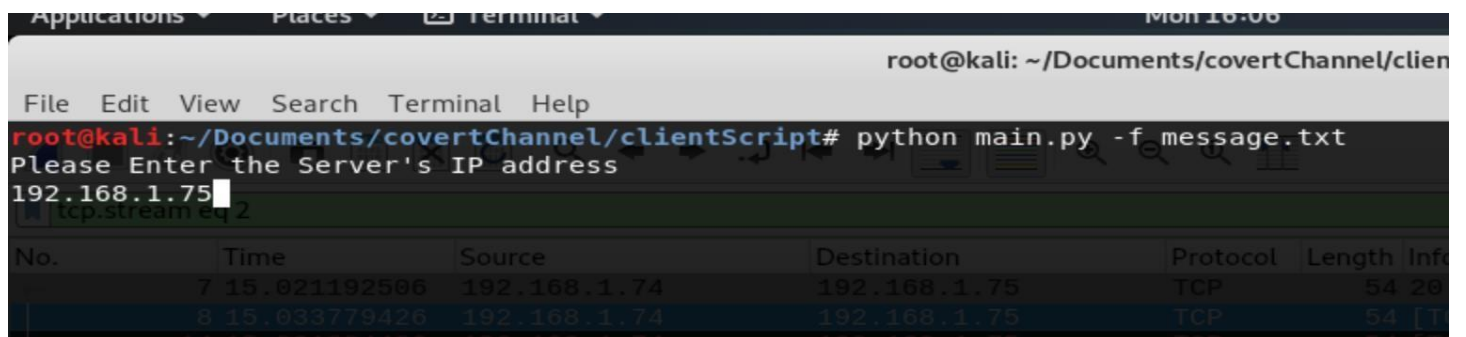 Applications Places Terminal Mon 16:06
root@kali: ~/Documents/covertChannel/clien
File Edit View Search Terminal Help
root@kali:~/Documents/covertChannel/clientScript# python main.py -f message.txt
Please Enter the Server's IP address
192.168.1.75
tcp.stream eq 2
No. Time Source Destination Protocol Length Info
7 15.021192506 192.168.1.74 192.168.1.75 TCP 54 20
8 15.033779426 192.168.1.74 192.168.1.75 TCP 54 [T